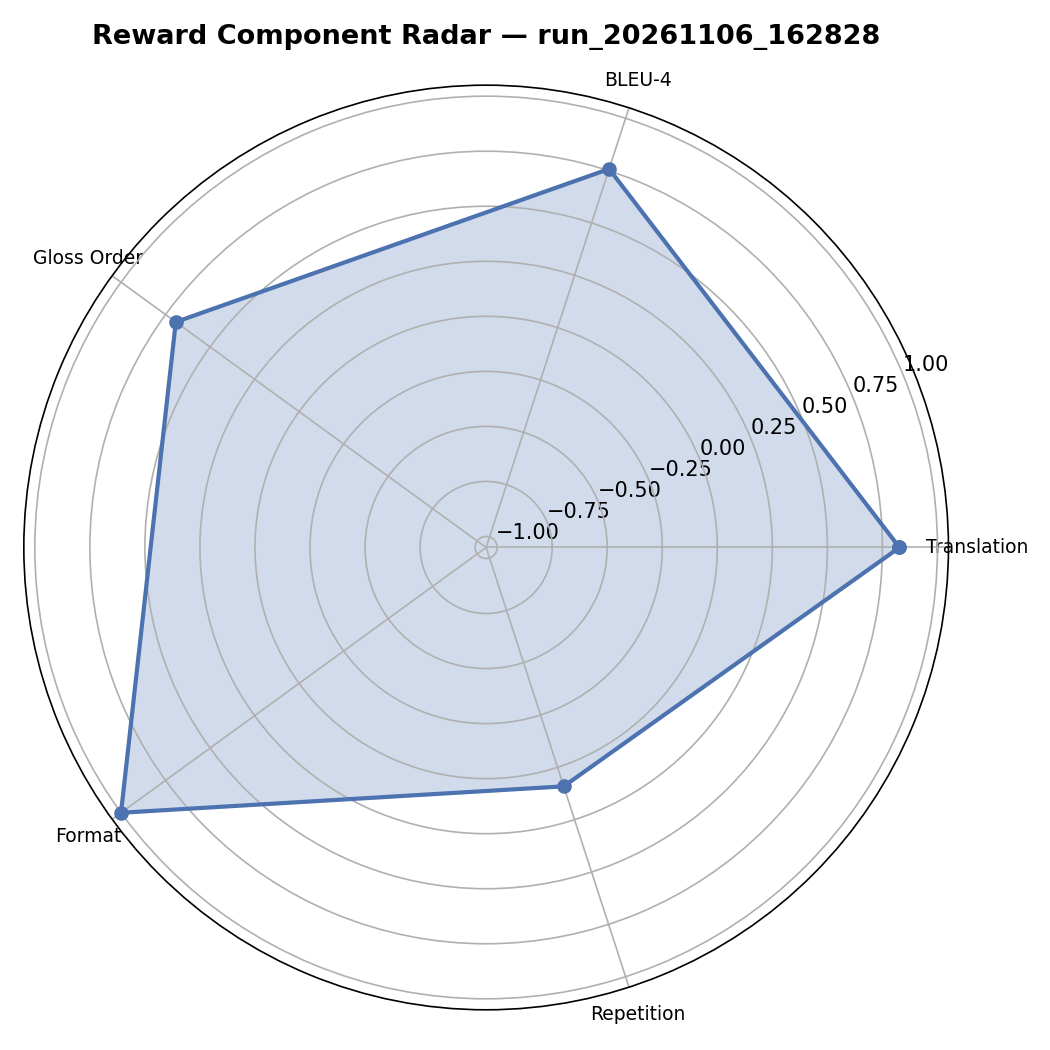 Reward Component Radar — run_20261106_162828
BLEU-4
Gloss Order
1.00
0.75
0.50
0.25
0.00
−0.25
−0.50
−0.75
−1.00
Translation
Format
Repetition